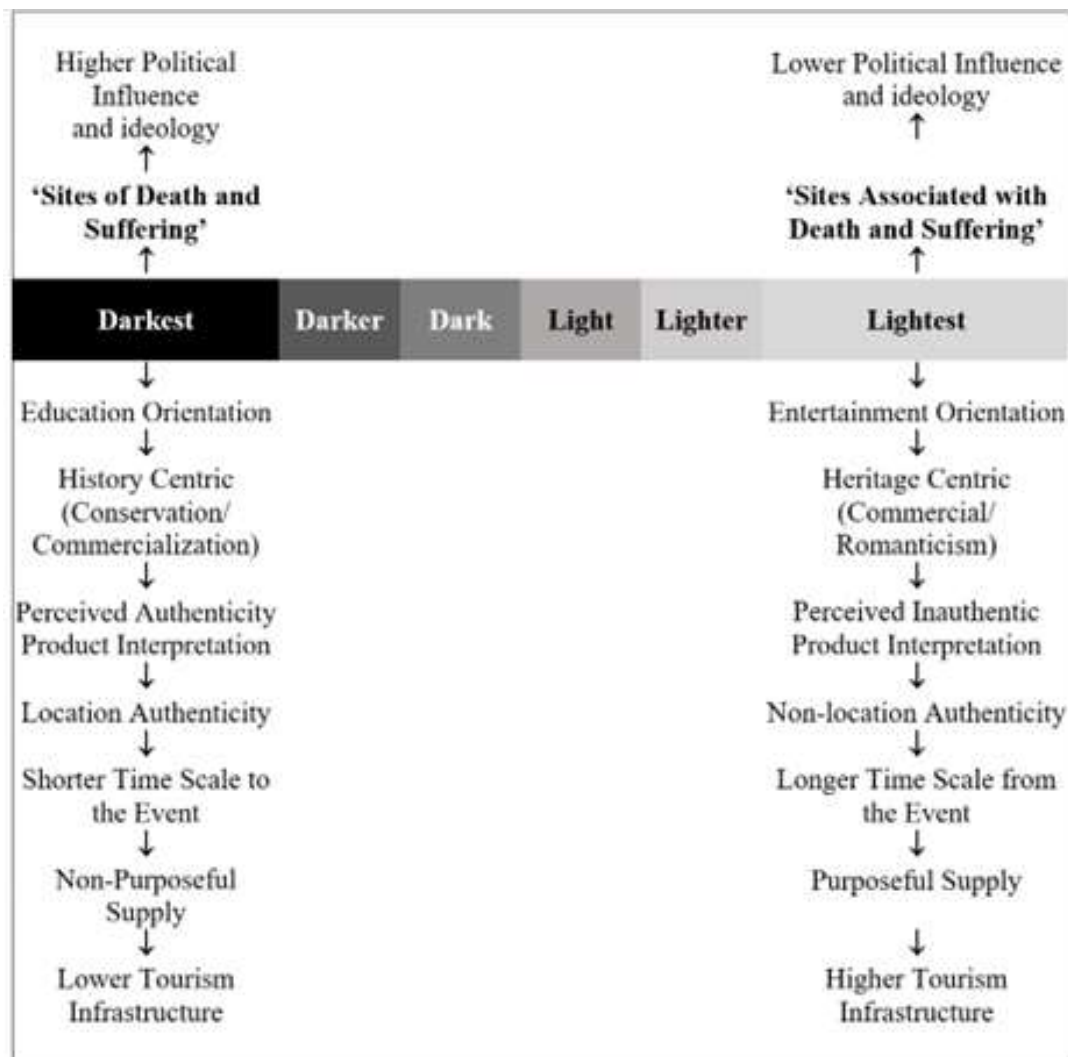 Higher Political
Influence
and ideology
↑
‘Sites of Death and
Suffering’
↑
Lower Political Influence
and ideology
↑
‘Sites Associated with
Death and Suffering’
↑
Darkest
Darker
Dark
Light
Lighter
Lightest
↓
Education Orientation
↓
History Centric
(Conservation/
Commercialization)
↓
Perceived Authenticity
Product Interpretation
↓
Location Authenticity
↓
Shorter Time Scale to
the Event
↓
Non-Purposeful
Supply
↓
Lower Tourism
Infrastructure
↓
Entertainment Orientation
↓
Heritage Centric
(Commercial/
Romanticism)
↓
Perceived Inauthentic
Product Interpretation
↓
Non-location Authenticity
↓
Longer Time Scale from
the Event
↓
Purposeful Supply
↓
Higher Tourism
Infrastructure